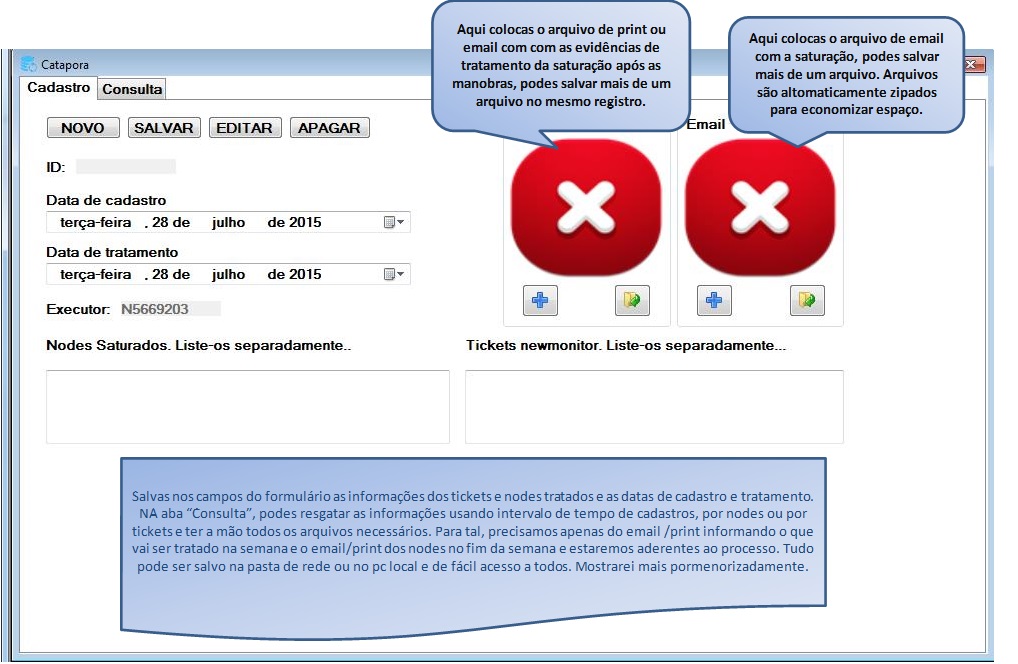 Aqui colocas o arquivo de print ou
email com com as evidências de
tratamento da saturação após as
manobras, podes salvar mais de um
arquivo no mesmo registro.
Aqui colocas o arquivo de email
com a saturação, podes salvar
mais de um arquivo. Arquivos
são altomaticamente zipados
para economizar espaço.
Catapora
Cadastro Consulta
NOVO SALVAR EDITAR APAGAR
Email
ID:
Data de cadastro
terça-feira , 28 de julho de 2015
Data de tratamento
terça-feira , 28 de julho de 2015
Executor: N5669203
Nodes Saturados. Liste-os separadamente..
Tickets newmonitor. Liste-os separadamente...
Salvas nos campos do formulário as informações dos tickets e nodes tratados e as datas de cadastro e tratamento.
NA aba “Consulta”, podes resgatar as informações usando intervalo de tempo de cadastros, por nodes ou por
tickets e ter a mão todos os arquivos necessários. Para tal, precisamos apenas do email /print informando o que
vai ser tratado na semana e o email/print dos nodes no fim da semana e estaremos aderentes ao processo. Tudo
pode ser salvo na pasta de rede ou no pc local e de fácil acesso a todos. Mostrarei mais pormenorizadamente.